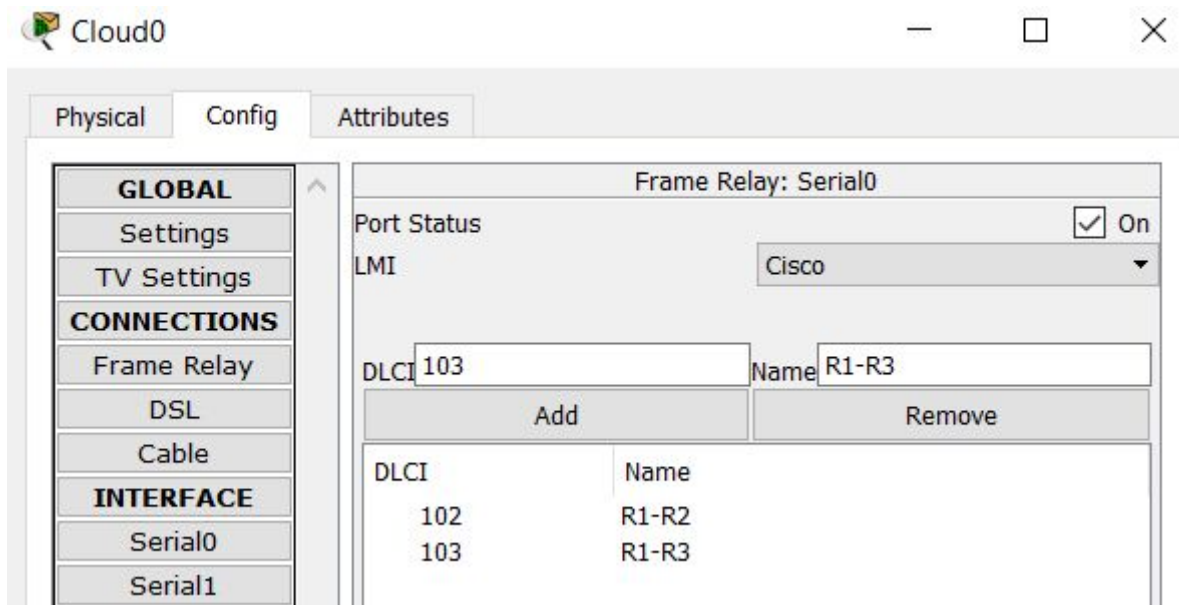 Cloud0
Physical Config Attributes
GLOBAL
Settings
TV Settings
CONNECTIONS
Frame Relay
DSL
Cable
INTERFACE
Serial0
Serial1
Frame Relay: Serial0
Port Status On
LMI Cisco
DLCI 103 Name R1-R3
Add Remove
DLCI Name
102 R1-R2
103 R1-R3